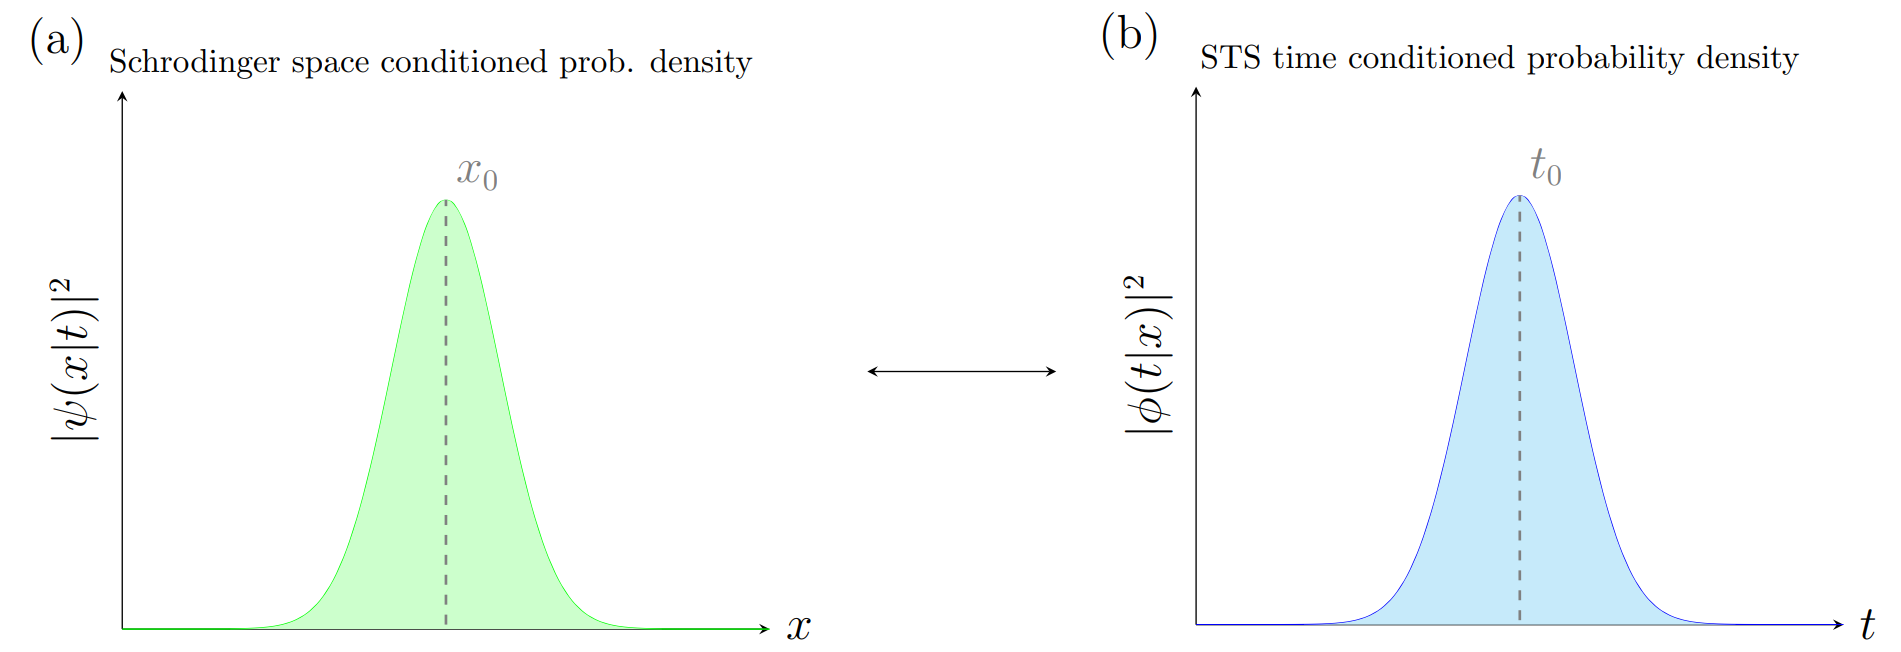 (a)
Schrodinger space conditioned prob. density
|ψ(x|t)|²
x₀
x
(b)
STS time conditioned probability density
|ϕ(t|x)|²
t₀
t